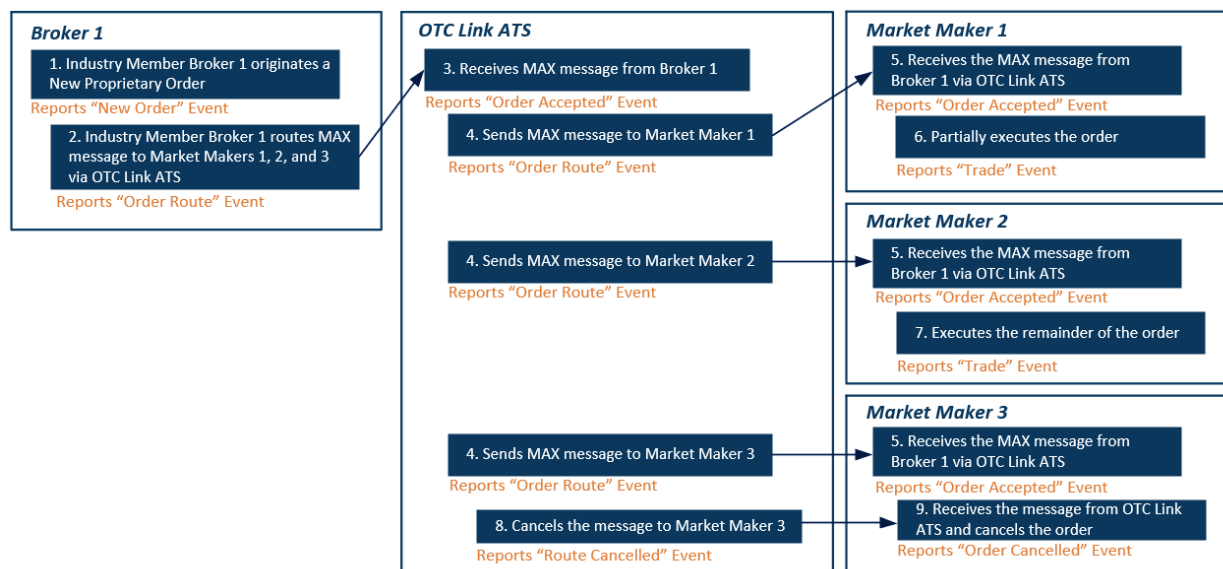 Broker 1
1. Industry Member Broker 1 originates a
New Proprietary Order
Reports “New Order” Event
2. Industry Member Broker 1 routes MAX
message to Market Makers 1, 2, and 3
via OTC Link ATS
Reports “Order Route” Event
OTC Link ATS
3. Receives MAX message from Broker 1
Reports “Order Accepted” Event
4. Sends MAX message to Market Maker 1
Reports “Order Route” Event
4. Sends MAX message to Market Maker 2
Reports “Order Route” Event
4. Sends MAX message to Market Maker 3
Reports “Order Route” Event
8. Cancels the message to Market Maker 3
Reports “Route Cancelled” Event
Market Maker 1
5. Receives the MAX message from
Broker 1 via OTC Link ATS
Reports “Order Accepted” Event
6. Partially executes the order
Reports “Trade” Event
Market Maker 2
5. Receives the MAX message from
Broker 1 via OTC Link ATS
Reports “Order Accepted” Event
7. Executes the remainder of the order
Reports “Trade” Event
Market Maker 3
5. Receives the MAX message from
Broker 1 via OTC Link ATS
Reports “Order Accepted” Event
9. Receives the message from OTC Link
ATS and cancels the order
Reports “Order Cancelled” Event